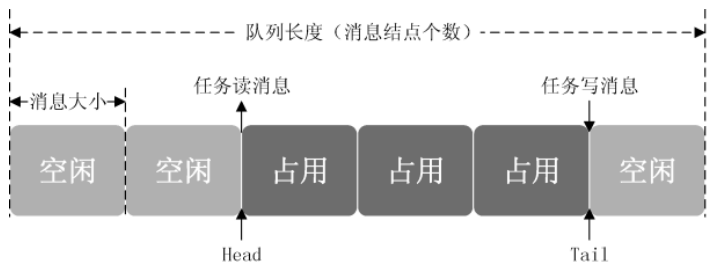 队列长度（消息结点个数）
消息大小
任务读消息
任务写消息
空闲
空闲
占用
占用
占用
空闲
Head
Tail